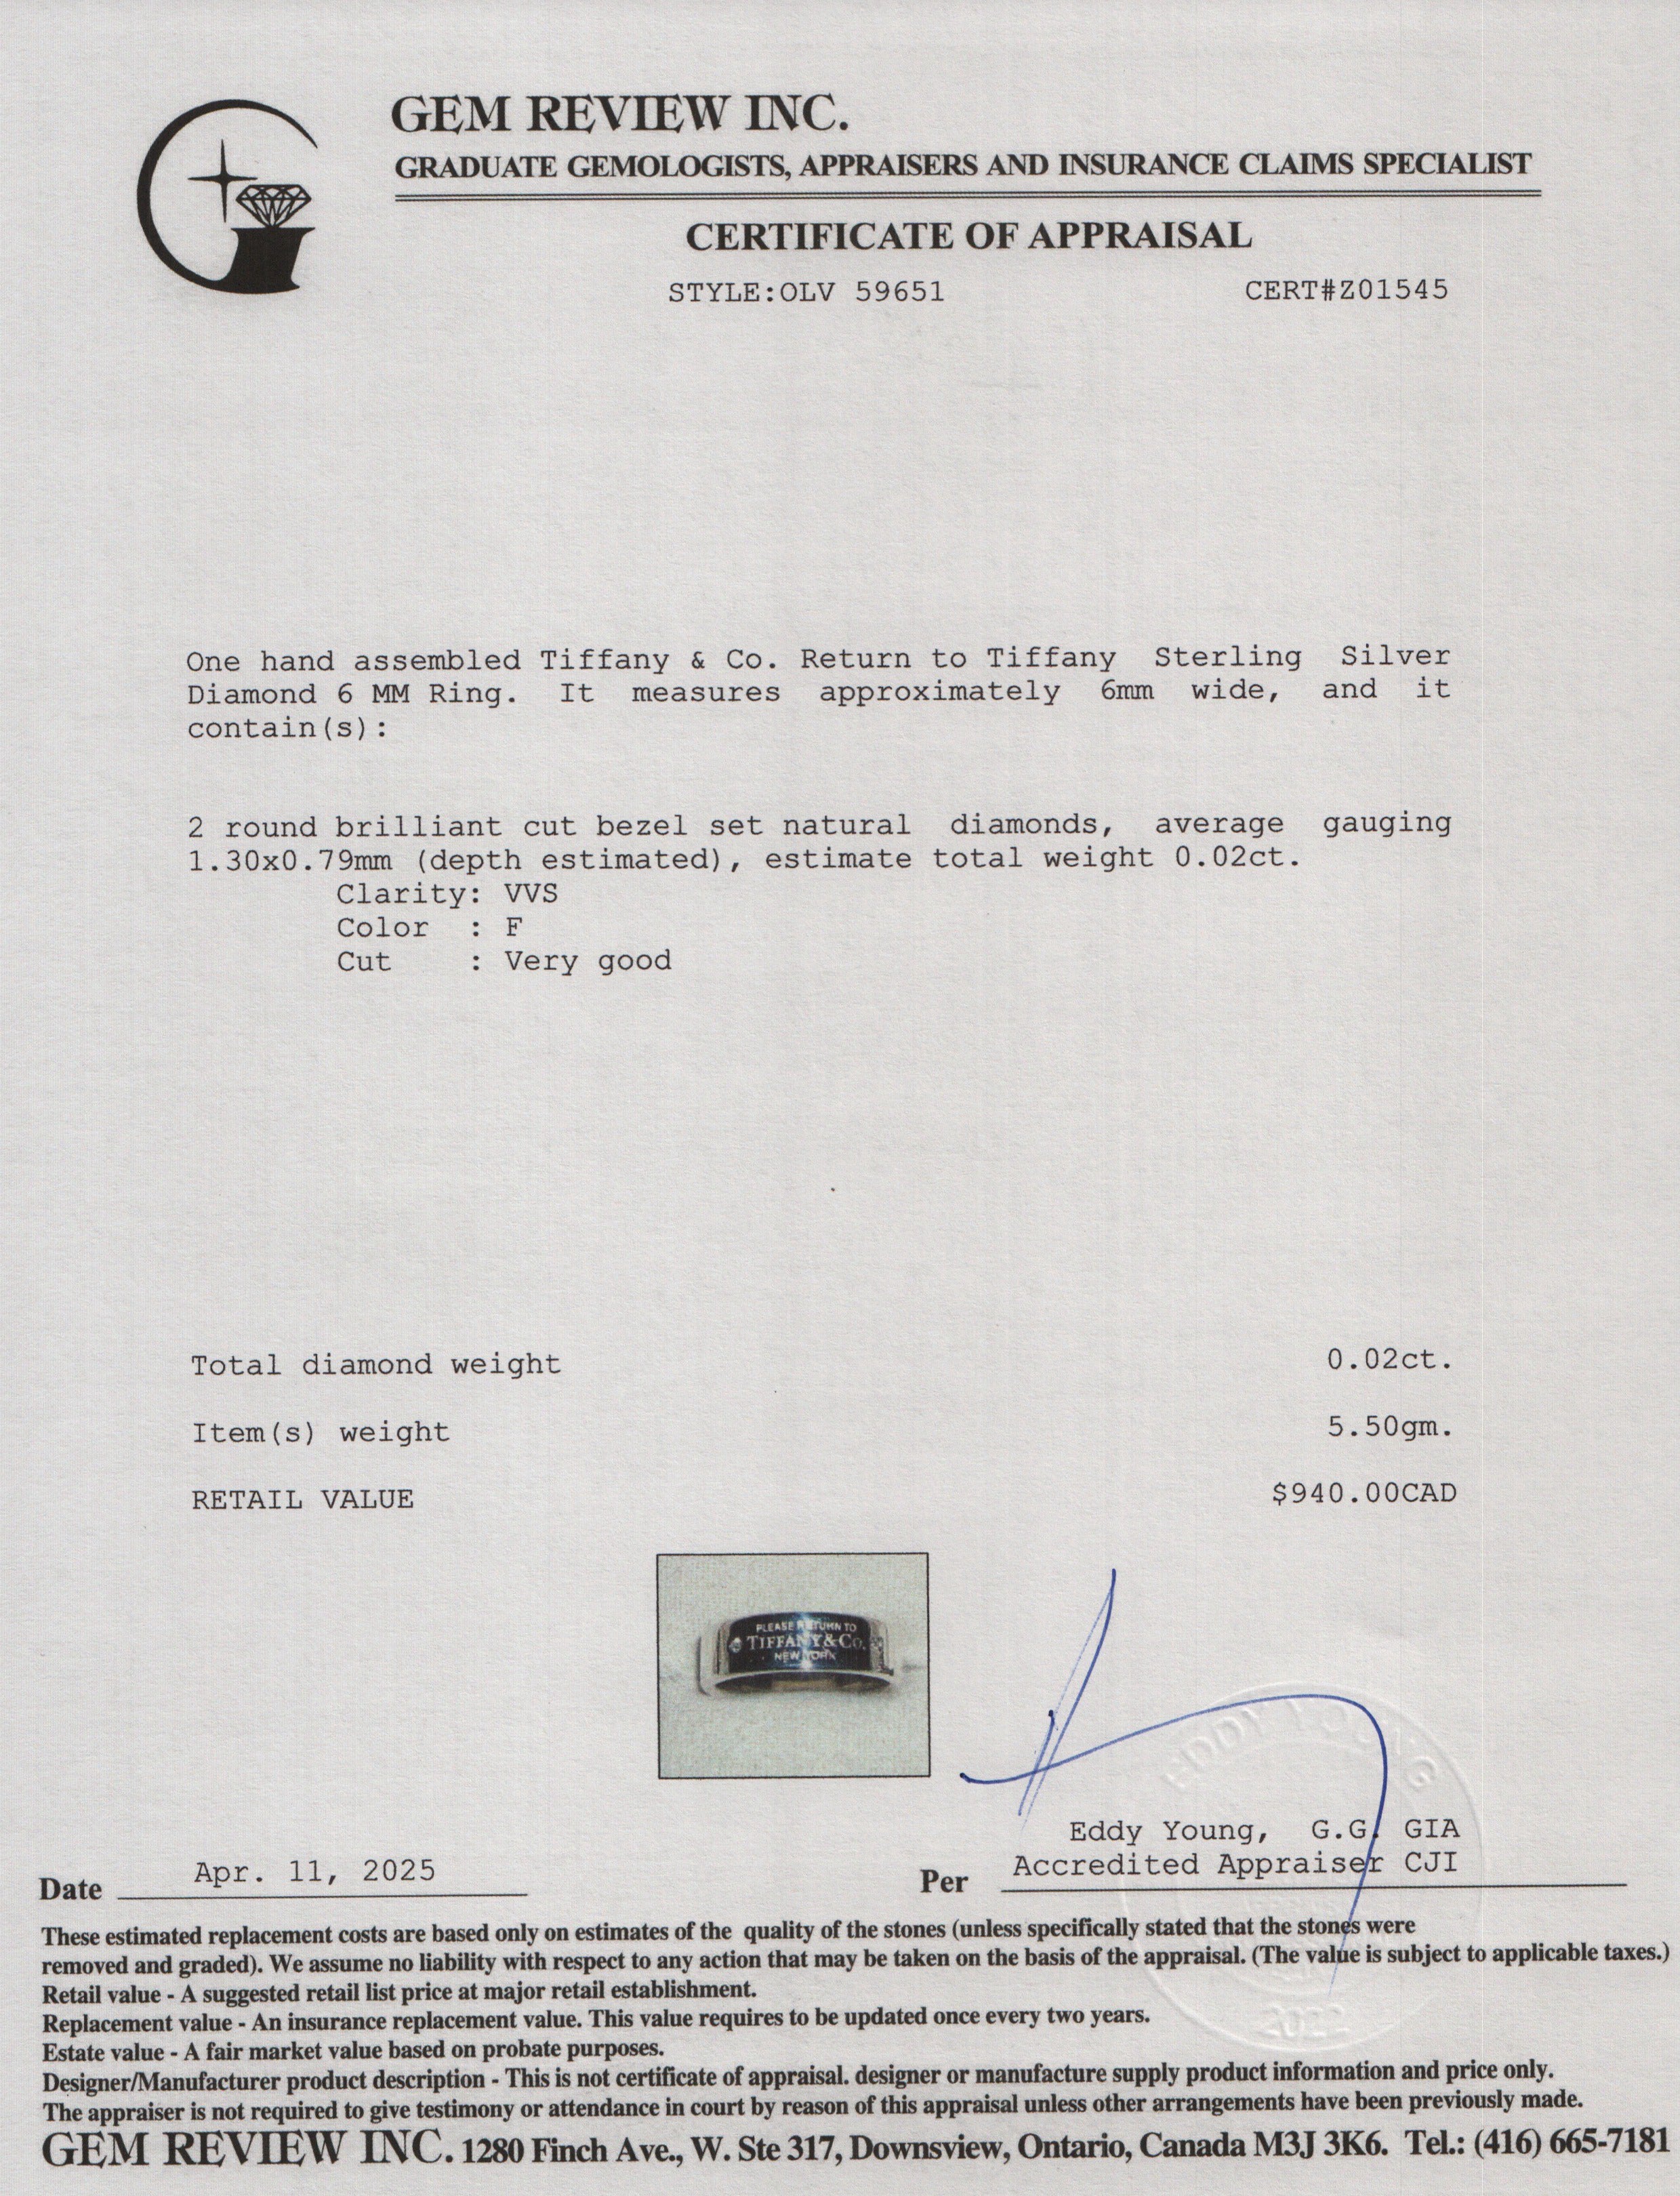 GEM REVIEW INC.
GRADUATE GEMOLOGISTS, APPRAISERS AND INSURANCE CLAIMS SPECIALIST
CERTIFICATE OF APPRAISAL
STYLE:OLV 59651 CERT#Z01545
One hand assembled Tiffany & Co. Return to Tiffany Sterling Silver
Diamond 6 MM Ring. It measures approximately 6mm wide, and it
contain(s):
2 round brilliant cut bezel set natural diamonds, average gauging
1.30x0.79mm (depth estimated), estimate total weight 0.02ct.
Clarity: VVS
Color : F
Cut : Very good
Total diamond weight 0.02ct.
Item(s) weight 5.50gm.
RETAIL VALUE $940.00CAD
PLEASE RETURN TO
TIFFANY & Co.
NEW YORK
EDDY YOUNG
Eddy Young, G.G. GIA
Accredited Appraiser CJI
Date Apr. 11, 2025 Per
These estimated replacement costs are based only on estimates of the quality of the stones (unless specifically stated that the stones were
removed and graded). We assume no liability with respect to any action that may be taken on the basis of the appraisal. (The value is subject to applicable taxes.)
Retail value - A suggested retail list price at major retail establishment.
Replacement value - An insurance replacement value. This value requires to be updated once every two years.
Estate value - A fair market value based on probate purposes.
Designer/Manufacturer product description - This is not certificate of appraisal. designer or manufacture supply product information and price only.
The appraiser is not required to give testimony or attendance in court by reason of this appraisal unless other arrangements have been previously made.
GEM REVIEW INC. 1280 Finch Ave., W. Ste 317, Downsview, Ontario, Canada M3J 3K6. Tel.: (416) 665-7181